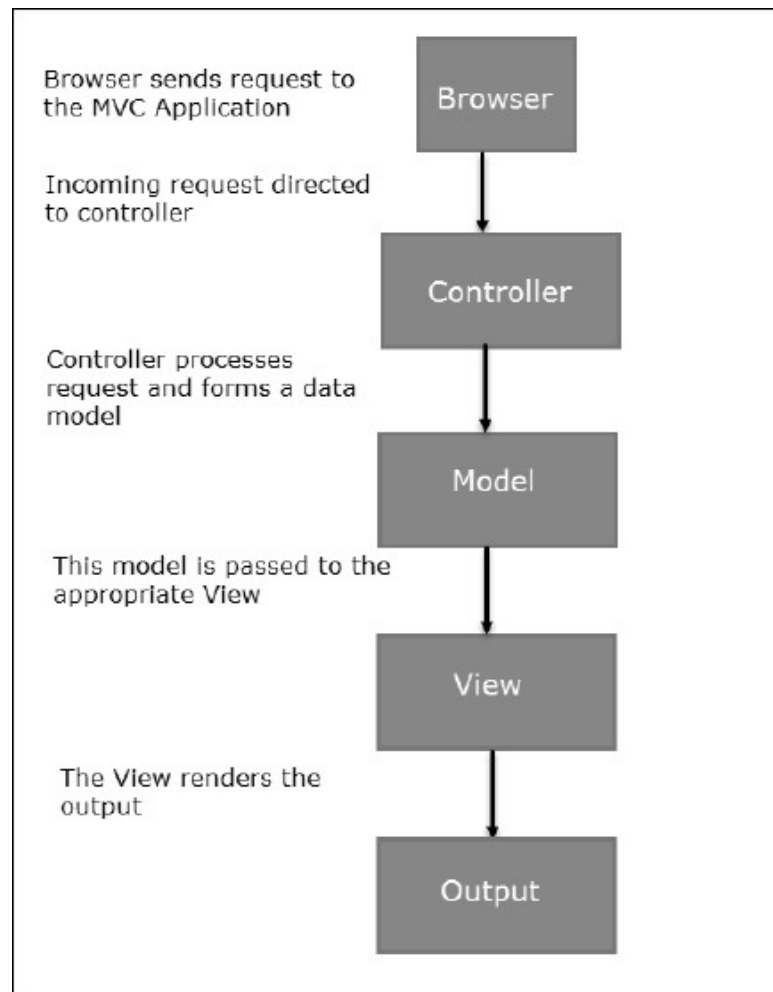 Browser sends request to
the MVC Application
Browser
Incoming request directed
to controller
Controller
Controller processes
request and forms a data
model
Model
This model is passed to the
appropriate View
View
The View renders the
output
Output